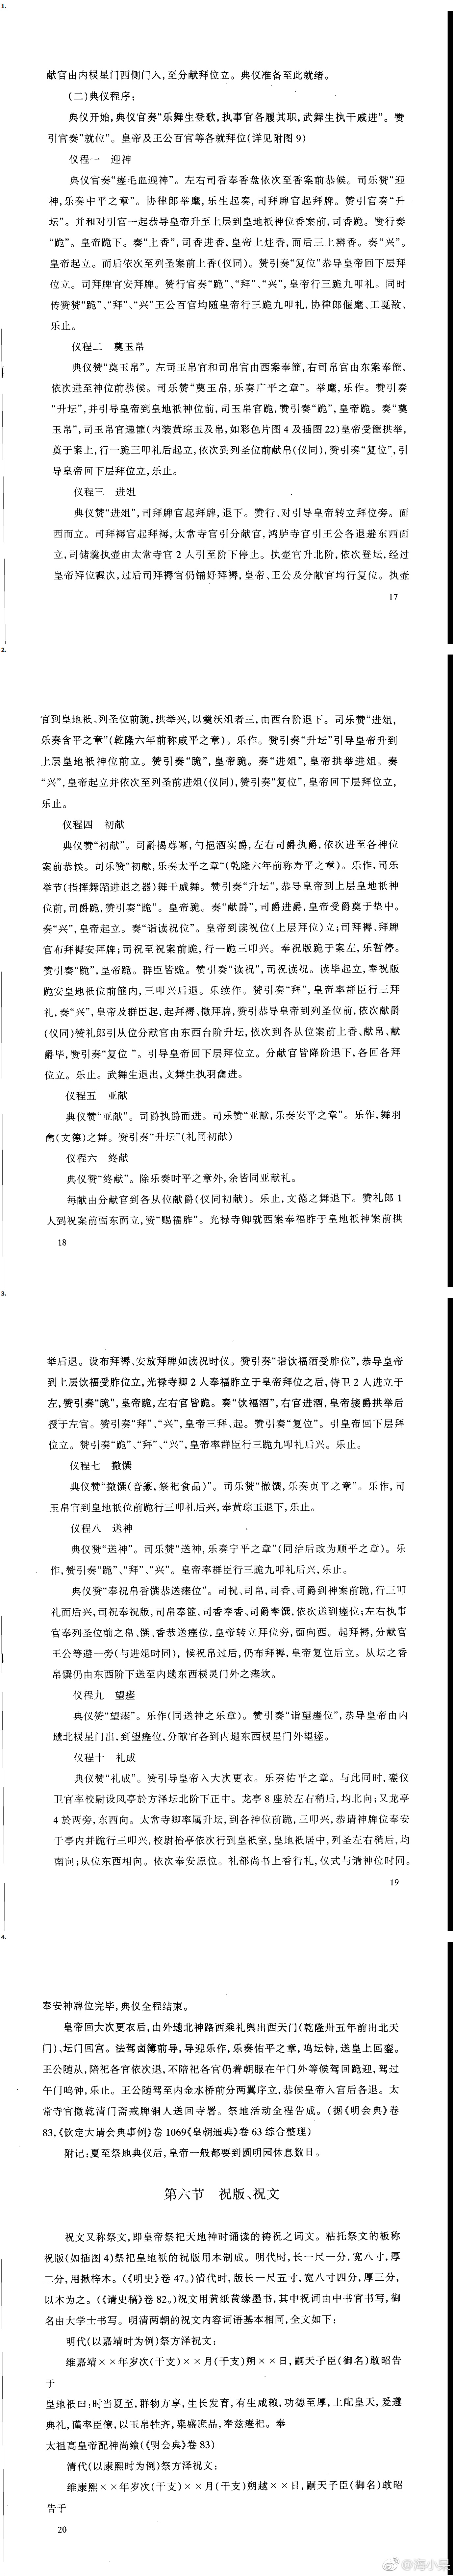 1.
献官由内棂星门西侧门入,至分献拜位立。典仪准备至此就绪。
(二)典仪程序:
典仪开始,典仪官奏“乐舞生登歌,执事官各履其职,武舞生执干戚进”。赞
引官奏“就位”。皇帝及王公百官等各就拜位(详见附图9)
仪程一 迎神
典仪官奏“瘗毛血迎神”。左右司香奉香盘依次至香案前恭候。司乐赞“迎
神,乐奏中平之章”。协律郎举麾,乐生起奏,司拜牌官起拜牌。赞引官奏“升
坛”。并和对引官一起恭导皇帝升至上层到皇地祇神位香案前,司香跪。赞行奏
“跪”。皇帝跪下。奏“上香”,司香进香,皇帝上炷香,而后三上辨香。奏“兴”。
皇帝起立。而后依次至列圣案前上香(仪同)。赞引奏“复位”恭导皇帝回下层拜
位立。司拜牌官安拜牌。赞行官奏“跪”、“拜”、“兴”,皇帝行三跪九叩礼。同时
传赞赞“跪”、“拜”、“兴”王公百官均随皇帝行三跪九叩礼,协律郎偃麾、工戛敔、
乐止。
仪程二 奠玉帛
典仪赞“奠玉帛”。左司玉帛官和司帛官由西案奉篚,右司帛官由东案奉篚,
依次进至神位前恭候。司乐赞“奠玉帛,乐奏广平之章”。举麾,乐作。赞引奏
“升坛”,并引导皇帝到皇地祇神位前,司玉帛官跪,赞引奏“跪”,皇帝跪。奏“奠
玉帛”,司玉帛官递篚(内装黄琮玉及帛,如彩色片图4及插图22)皇帝受篚拱举,
奠于案上,行一跪三叩礼后起立,依次到列圣位前献帛(仪同),赞引奏“复位”,引
导皇帝回下层拜位立,乐止。
仪程三 进俎
典仪赞“进俎”,司拜牌官起拜牌,退下。赞行、对引导皇帝转立拜位旁。面
西而立。司拜褥官起拜褥,太常寺官引分献官,鸿胪寺官引王公各退避东西面
立,司储羹执壶由太常寺官2人引至阶下停止。执壶官升北阶,依次登坛,经过
皇帝拜位幄次,过后司拜褥官仍铺好拜褥,皇帝、王公及分献官均行复位。执壶
17
2.
官到皇地祇、列圣位前跪,拱举兴,以羹沃俎者三,由西台阶退下。司乐赞“进俎,
乐奏含平之章”(乾隆六年前称咸平之章)。乐作。赞引奏“升坛”引导皇帝升到
上层皇地祇神位前立。赞引奏“跪”,皇帝跪。奏“进俎”,皇帝拱举进俎。奏
“兴”,皇帝起立并依次至列圣前进俎(仪同),赞引奏“复位”,皇帝回下层拜位立,
乐止。
仪程四 初献
典仪赞“初献”。司爵揭尊幂,勺挹酒实爵,左右司爵执爵,依次进至各神位
案前恭候。司乐赞“初献,乐奏太平之章”(乾隆六年前称寿平之章)。乐作,司乐
举节(指挥舞蹈进退之器)舞干戚舞。赞引奏“升坛”,恭导皇帝到上层皇地祇神
位前,司爵跪,赞引奏“跪”。皇帝跪。奏“献爵”,司爵进爵,皇帝受爵奠于垫中。
奏“兴”,皇帝起立。奏“诣读祝位”。皇帝到读祝位(上层拜位)立;司拜褥、拜牌
官布拜褥安拜牌;司祝至祝案前跪,行一跪三叩兴。奉祝版跪于案左,乐暂停。
赞引奏“跪”,皇帝跪。群臣皆跪。赞引奏“读祝”,司祝读祝。读毕起立,奉祝版
跪安皇地祇位前篚内,三叩兴后退。乐续作。赞引奏“拜”,皇帝率群臣行三拜
礼,奏“兴”,皇帝及群臣起,起拜褥、撤拜牌,赞引恭导皇帝到列圣位前,依次献爵
(仪同)赞礼郎引从位分献官由东西台阶升坛,依次到各从位案前上香、献帛、献
爵毕,赞引奏“复位”。引导皇帝回下层拜位立。分献官皆降阶退下,各回各拜
位立。乐止。武舞生退出,文舞生执羽龠进。
仪程五 亚献
典仪赞“亚献”。司爵执爵而进。司乐赞“亚献,乐奏安平之章”。乐作,舞羽
龠(文德)之舞。赞引奏“升坛”(礼同初献)
仪程六 终献
典仪赞“终献”。除乐奏时平之章外,余皆同亚献礼。
每献由分献官到各从位献爵(仪同初献)。乐止,文德之舞退下。赞礼郎1
人到祝案前面东而立,赞“赐福胙”。光禄寺卿就西案奉福胙于皇地祇神案前拱
18
3.
举后退。设布拜褥、安放拜牌如读祝时仪。赞引奏“诣饮福酒受胙位”,恭导皇帝
到上层饮福受胙位立,光禄寺卿2人奉福胙立于皇帝拜位之后,侍卫2人进立于
左,赞引奏“跪”,皇帝跪,左右官皆跪。奏“饮福酒”,右官进酒,皇帝接爵拱举后
授于左官。赞引奏“拜”、“兴”,皇帝三拜、起。赞引奏“复位”。引皇帝回下层拜
位立。赞引奏“跪”、“拜”、“兴”,皇帝率群臣行三跪九叩礼后兴。乐止。
仪程七 撤馔
典仪赞“撤馔(音篆,祭祀食品)”。司乐赞“撤馔,乐奏贞平之章”。乐作,司
玉帛官到皇地祇位前跪行三叩礼后兴,奉黄琮玉退下,乐止。
仪程八 送神
典仪赞“送神”。司乐赞“送神,乐奏宁平之章”(同治后改为顺平之章)。乐
作,赞引奏“跪”、“拜”、“兴”。皇帝率群臣行三跪九叩礼后兴,乐止。
典仪赞“奉祝帛香馔恭送瘗位”。司祝、司帛,司香、司爵到神案前跪,行三叩
礼而后兴,司祝奉祝版,司帛奉篚,司香奉香、司爵奉馔,依次送到瘗位;左右执事
官奉列圣位前之帛、馔、香恭送瘗位,皇帝转立拜位旁,面向西。起拜褥,分献官
王公等避一旁(与进俎时同),候祝帛过后,仍布拜褥,皇帝复位后立。从坛之香
帛馔仍由东西阶下送至内壝东西棂灵门外之瘗坎。
仪程九 望瘗
典仪赞“望瘗”。乐作(同送神之乐章)。赞引奏“诣望瘗位”,恭导皇帝由内
壝北棂星门出,到望瘗位,分献官各到内壝东西棂星门外望瘗。
仪程十 礼成
典仪赞“礼成”。赞引导皇帝入大次更衣。乐奏佑平之章。与此同时,銮仪
卫官率校尉设凤亭於方泽坛北阶下正中。龙亭8座於左右稍后,均北向;又龙亭
4於两旁,东西向。太常寺卿率属升坛,到各神位前跪,三叩兴,恭请神牌位奉安
于亭内并跪行三叩兴,校尉抬亭依次行到皇祇室,皇地祇居中,列圣左右稍后,均
南向;从位东西相向。依次奉安原位。礼部尚书上香行礼,仪式与请神位时同。
19
4.
奉安神牌位完毕,典仪全程结束。
皇帝回大次更衣后,由外壝北神路西乘礼舆出西天门(乾隆卅五年前出北天
门)、坛门回宫。法驾卤簿前导,导迎乐作,乐奏佑平之章,鸣坛钟,送皇上回銮。
王公随从,陪祀各官依次退,不陪祀各官仍着朝服在午门外等候驾回跪迎,驾过
午门鸣钟,乐止。王公随驾至内金水桥前分两翼序立,恭候皇帝入宫后各退。太
常寺官撤乾清门斋戒牌铜人送回寺署。祭地活动全程告成。(据《明会典》卷
83,《钦定大请会典事例》卷1069《皇朝通典》卷63综合整理)
附记:夏至祭地典仪后,皇帝一般都要到圆明园休息数日。
第六节 祝版、祝文
祝文又称祭文,即皇帝祭祀天地神时诵读的祷祝之词文。粘托祭文的板称
祝版(如插图4)祭祀皇地祇的祝版用木制成。明代时,长一尺一分,宽八寸,厚
二分,用揪梓木。(《明史》卷47。)清代时,版长一尺五寸,宽八寸四分,厚三分,
以木为之。(《请史稿》卷82。)祝文用黄纸黄缘墨书,其中祝词由中书官书写,御
名由大学士书写。明清两朝的祝文内容词语基本相同,全文如下:
明代(以嘉靖时为例)祭方泽祝文:
维嘉靖××年岁次(干支)××月(干支)朔××日,嗣天子臣(御名)敢昭告
于
皇地祇曰:时当夏至,群物方亨,生长发育,有生咸赖,功德至厚,上配皇天,爰遵
典礼,谨率臣僚,以玉帛牲齐,粢盛庶品,奉兹瘗祀。奉
太祖高皇帝配神尚飨(《明会典》卷83)
清代(以康熙时为例)祭方泽祝文:
维康熙××年岁次(干支)××月(干支)朔越××日,嗣天子臣(御名)敢昭
告于
20